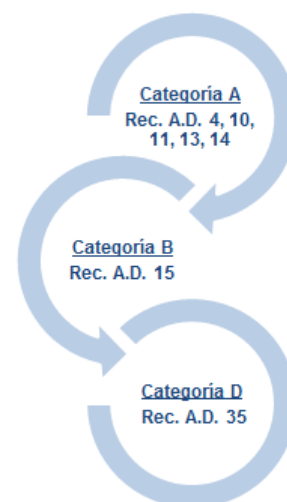 Categoría A
Rec. A.D. 4, 10,
11, 13, 14
Categoría B
Rec. A.D. 15
Categoría D
Rec. A.D. 35